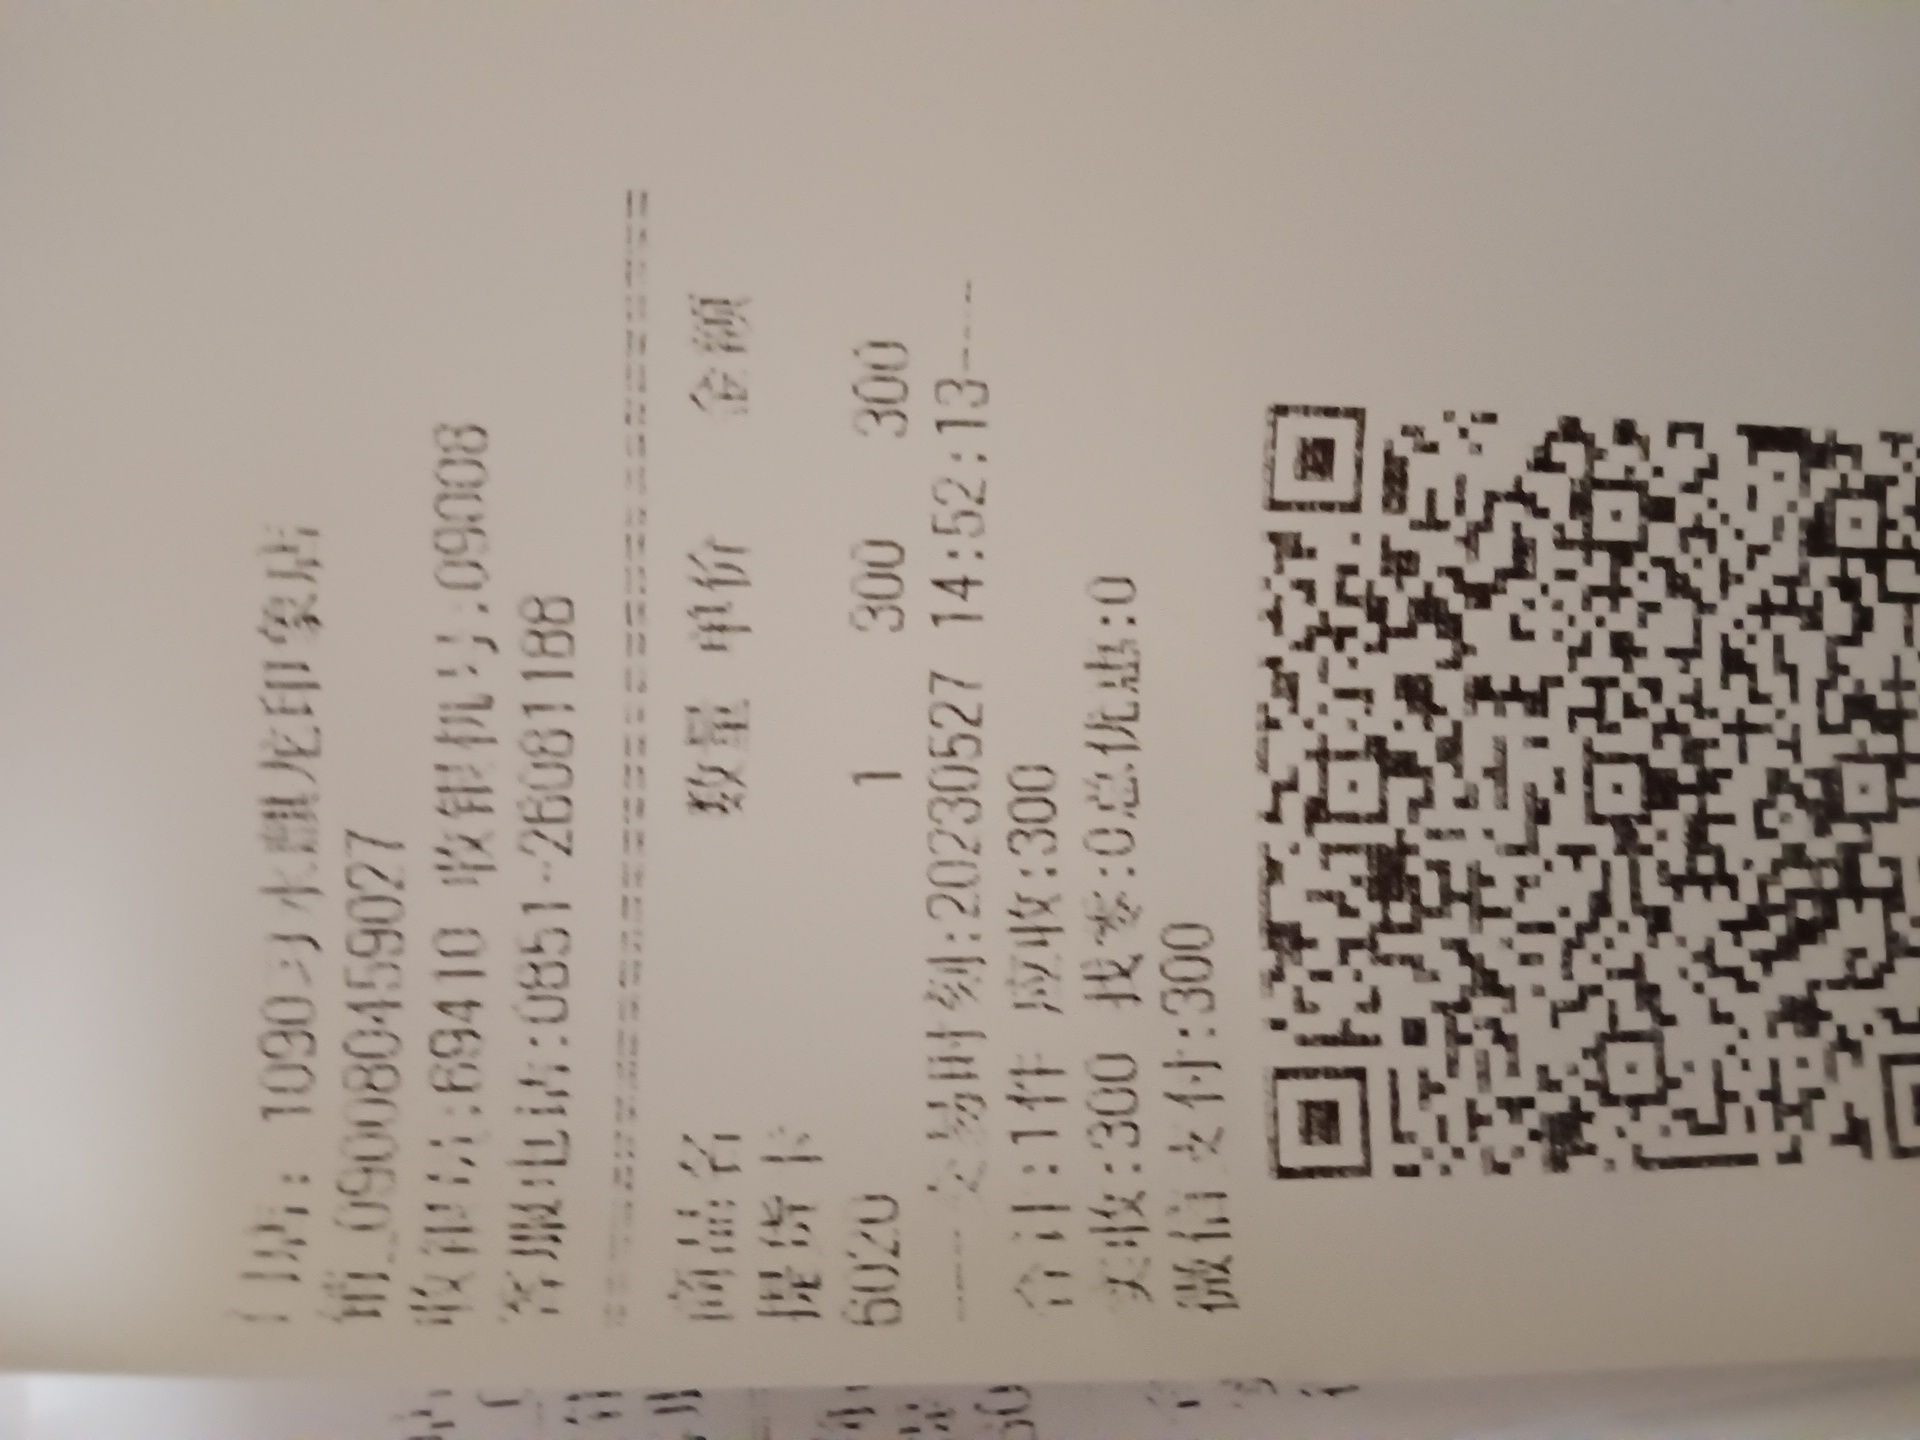 门店: 1090习水麒龙印象店
销_090080459027
收银员:69410 收银机号:09008
客服电话:0851-26081188
商品名 数量 单价 金额
提货卡
6020 1 300 300
----交易时刻:20230527 14:52:13----
合计:1件 应收:300
实收:300 找零:0总优惠:0
微信支付:300